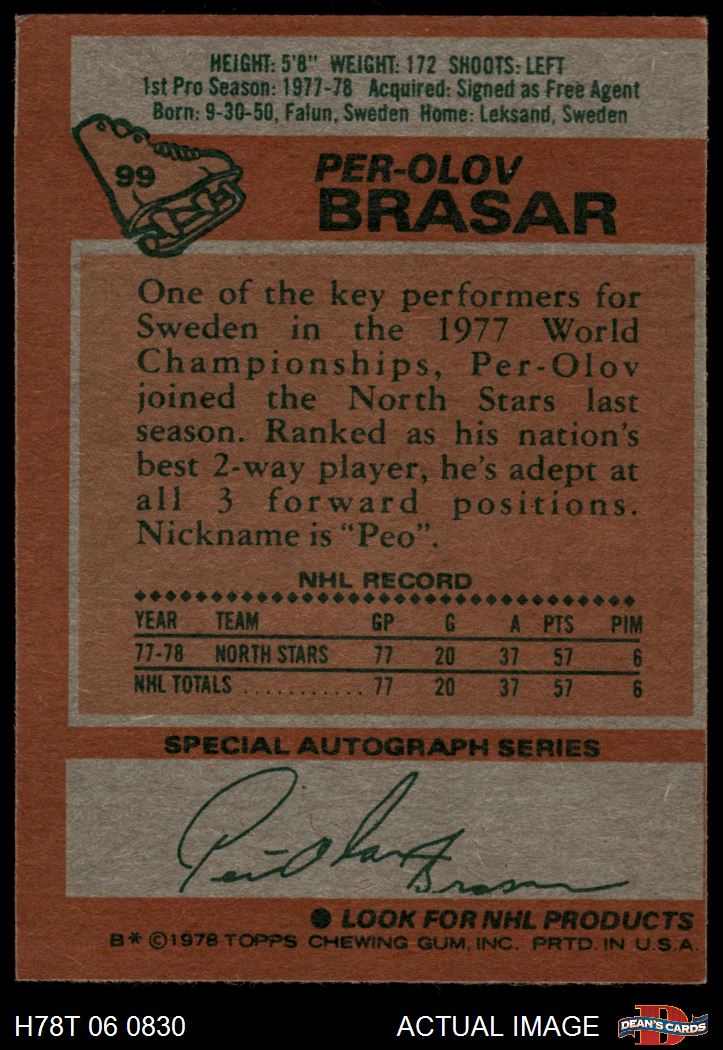 HEIGHT: 5'8" WEIGHT: 172 SHOOTS: LEFT
1st Pro Season: 1977-78 Acquired: Signed as Free Agent
Born: 9-30-50, Falun, Sweden Home: Leksand, Sweden
99
PER-OLOV
BRASAR
One of the key performers for
Sweden in the 1977 World
Championships, Per-Olov
joined the North Stars last
season. Ranked as his nation's
best 2-way player, he's adept at
all 3 forward positions.
Nickname is "Peo".
NHL RECORD
YEAR TEAM GP G A PTS PIM
77-78 NORTH STARS 77 20 37 57 6
NHL TOTALS ........... 77 20 37 57 6
SPECIAL AUTOGRAPH SERIES
Per-Olov Brasar
● LOOK FOR NHL PRODUCTS
B* ©1978 TOPPS CHEWING GUM, INC. PRTD. IN U.S.A.
H78T 06 0830 ACTUAL IMAGE
D
DEAN'S CARDS